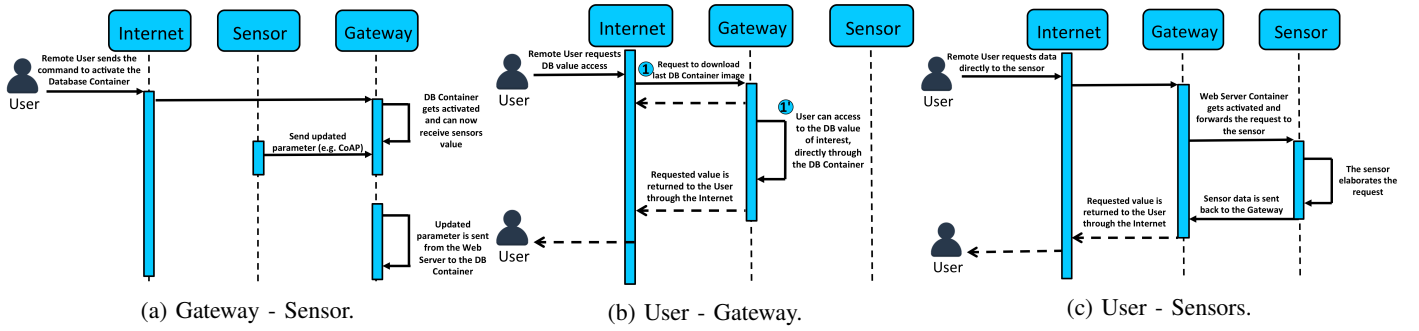 Internet
Sensor
Gateway
Remote User sends the
command to activate the
Database Container
User
DB Container
gets activated
and can now
receive sensors
value
Send updated
parameter (e.g. CoAP)
Updated
parameter is sent
from the Web
Server to the DB
Container
(a) Gateway - Sensor.
Internet
Gateway
Sensor
Remote User requests
DB value access
User
1
Request to download
last DB Container image
1'
User can access
to the DB value
of interest,
directly through
the DB Container
Requested value is
returned to the User
through the Internet
User
(b) User - Gateway.
Internet
Gateway
Sensor
Remote User requests data
directly to the sensor
User
Web Server Container
gets activated and
forwards the request to
the sensor
The sensor
elaborates the
request
Sensor data is sent
back to the Gateway
Requested value is
returned to the User
through the Internet
User
(c) User - Sensors.